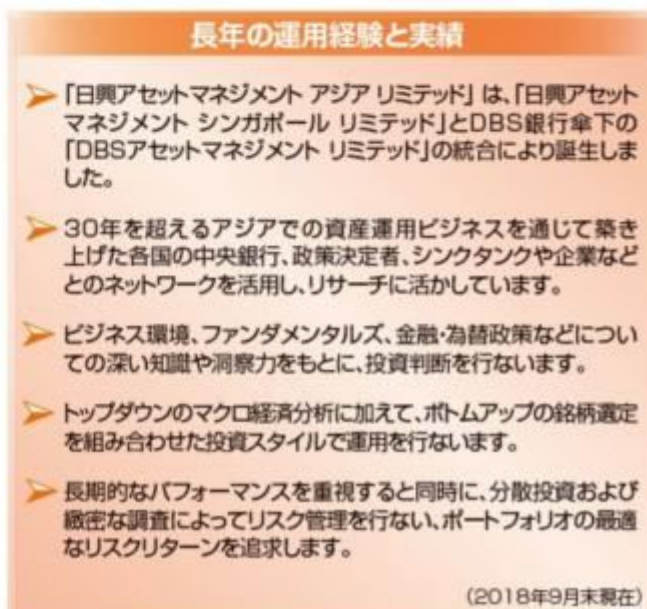 長年の運用経験と実績
「日興アセットマネジメント アジア リミテッド」は、「日興アセット
マネジメント シンガポール リミテッド」とDBS銀行傘下の
「DBSアセットマネジメント リミテッド」の統合により誕生しま
した。
30年を超えるアジアでの資産運用ビジネスを通じて築き
上げた各国の中央銀行、政策決定者、シンクタンクや企業など
とのネットワークを活用し、リサーチに活かしています。
ビジネス環境、ファンダメンタルズ、金融・為替政策などについ
ての深い知識や洞察力をもとに、投資判断を行ないます。
トップダウンのマクロ経済分析に加えて、ボトムアップの銘柄選定
を組み合わせた投資スタイルで運用を行ないます。
長期的なパフォーマンスを重視すると同時に、分散投資および
緻密な調査によってリスク管理を行ない、ポートフォリオの最適
なリスクリターンを追求します。
(2018年9月末現在)